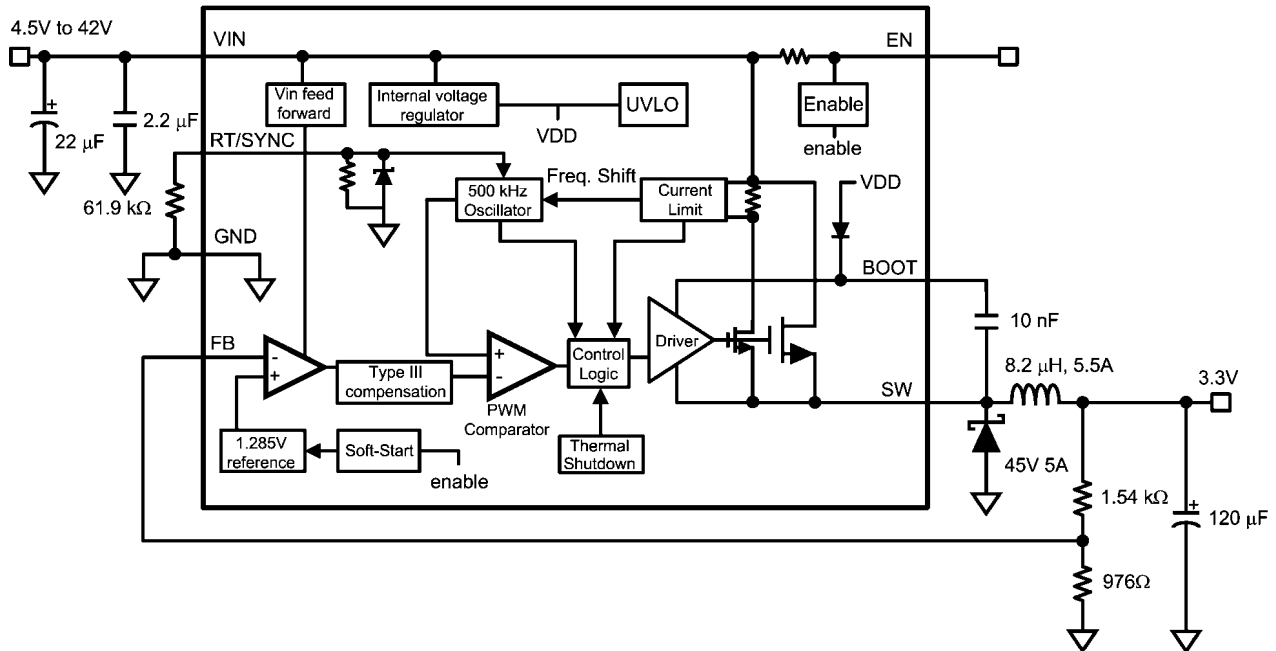 4.5V to 42V
VIN
EN
Vin feed
forward
Internal voltage
regulator
UVLO
Enable
+
22 µF
2.2 µF
VDD
enable
RT/SYNC
61.9 kΩ
500 kHz
Oscillator
Freq. Shift
Current
Limit
VDD
GND
BOOT
10 nF
FB
-
+
Type III
compensation
+
-
PWM
Comparator
Control
Logic
Driver
8.2 µH, 5.5A
SW
3.3V
1.285V
reference
Soft-Start
enable
Thermal
Shutdown
45V 5A
1.54 kΩ
+
120 µF
976Ω